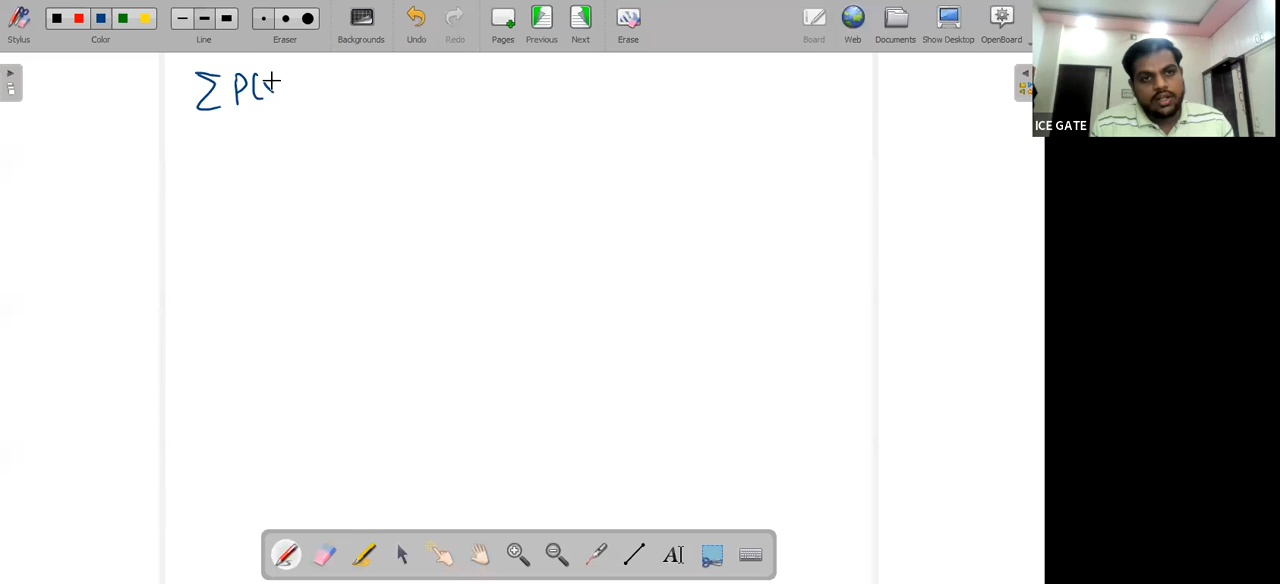 Stylus
Color
Line
Eraser
Backgrounds
Undo
Redo
Pages
Previous
Next
Erase
Board
Web
Documents
Show Desktop
OpenBoard
∑ P(
ICE GATE